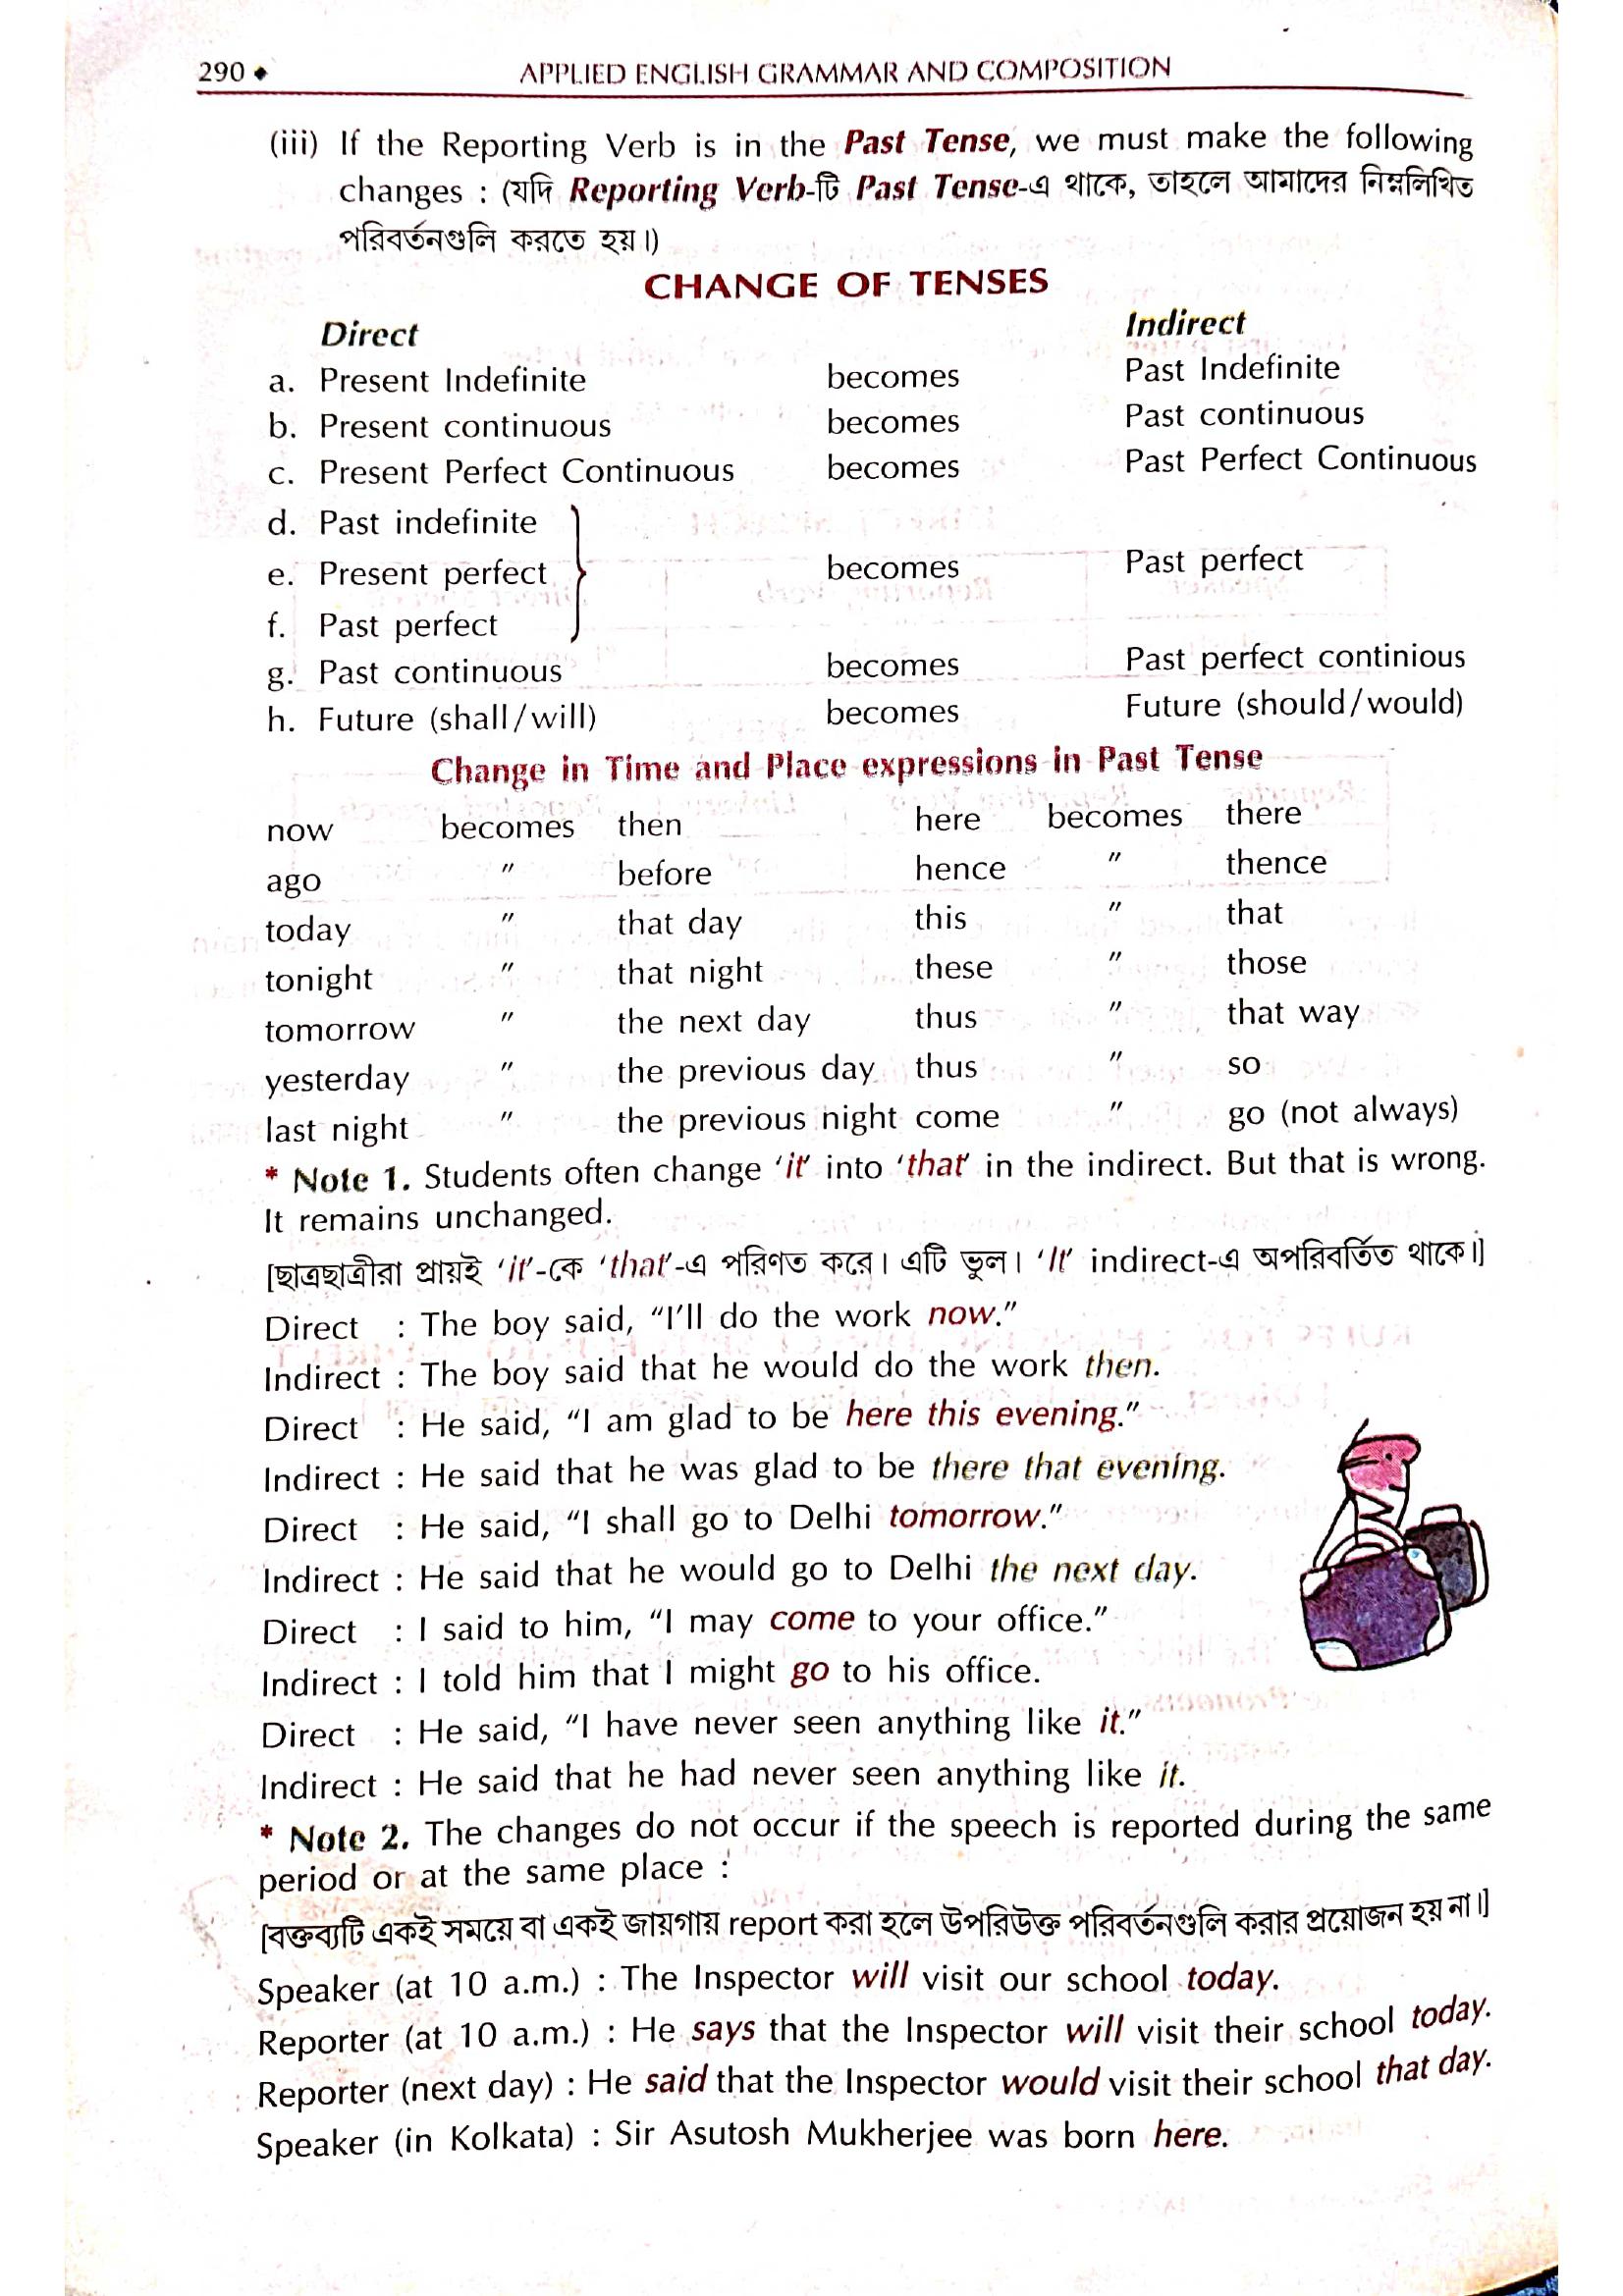 290 ◆ APPLIED ENGLISH GRAMMAR AND COMPOSITION
(iii) If the Reporting Verb is in the Past Tense, we must make the following
changes : (যদি Reporting Verb-টি Past Tense-এ থাকে, তাহলে আমাদের নিম্নলিখিত
পরিবর্তনগুলি করতে হয়।)
CHANGE OF TENSES
Direct Indirect
a. Present Indefinite becomes Past Indefinite
b. Present continuous becomes Past continuous
c. Present Perfect Continuous becomes Past Perfect Continuous
d. Past indefinite
e. Present perfect becomes Past perfect
f. Past perfect
g. Past continuous becomes Past perfect continious
h. Future (shall/will) becomes Future (should/would)
Change in Time and Place expressions in Past Tense
now becomes then here becomes there
ago " before hence " thence
today " that day this " that
tonight " that night these " those
tomorrow " the next day thus " that way
yesterday " the previous day thus " so
last night " the previous night come " go (not always)
* Note 1. Students often change 'it' into 'that' in the indirect. But that is wrong.
It remains unchanged.
[ছাত্রছাত্রীরা প্রায়ই 'it'-কে 'that'-এ পরিণত করে। এটি ভুল। 'It' indirect-এ অপরিবর্তিত থাকে।]
Direct : The boy said, "I'll do the work now."
Indirect : The boy said that he would do the work then.
Direct : He said, "I am glad to be here this evening."
Indirect : He said that he was glad to be there that evening.
Direct : He said, "I shall go to Delhi tomorrow."
Indirect : He said that he would go to Delhi the next day.
Direct : I said to him, "I may come to your office."
Indirect : I told him that I might go to his office.
Direct : He said, "I have never seen anything like it."
Indirect : He said that he had never seen anything like it.
* Note 2. The changes do not occur if the speech is reported during the same
period or at the same place :
[বক্তব্যটি একই সময়ে বা একই জায়গায় report করা হলে উপরিউক্ত পরিবর্তনগুলি করার প্রয়োজন হয় না।]
Speaker (at 10 a.m.) : The Inspector will visit our school today.
Reporter (at 10 a.m.) : He says that the Inspector will visit their school today.
Reporter (next day) : He said that the Inspector would visit their school that day.
Speaker (in Kolkata) : Sir Asutosh Mukherjee was born here.